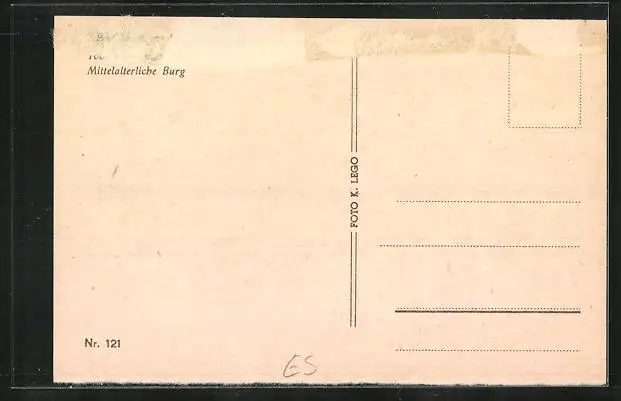 Mittelalterliche Burg
FOTO K. LEGO
Nr. 121
ES